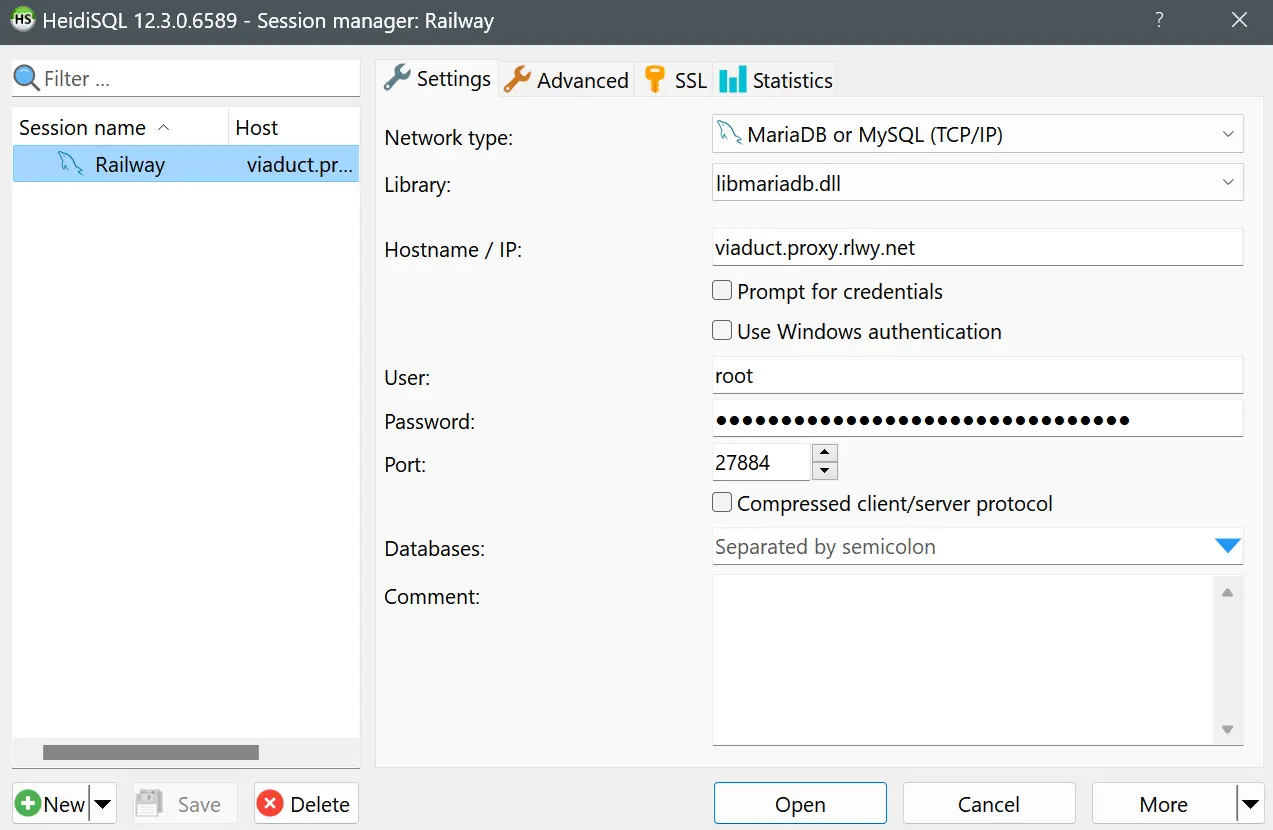 HS HeidiSQL 12.3.0.6589 - Session manager: Railway ?
Filter ...
Session name Host
Railway viaduct.pr...
Settings Advanced SSL Statistics
Network type: MariaDB or MySQL (TCP/IP)
Library: libmariadb.dll
Hostname / IP: viaduct.proxy.rlwy.net
Prompt for credentials
Use Windows authentication
User: root
Password: ●●●●●●●●●●●●●●●●●●●●●●●●●●●●●●●●
Port: 27884
Compressed client/server protocol
Databases: Separated by semicolon
Comment:
New Save Delete Open Cancel More